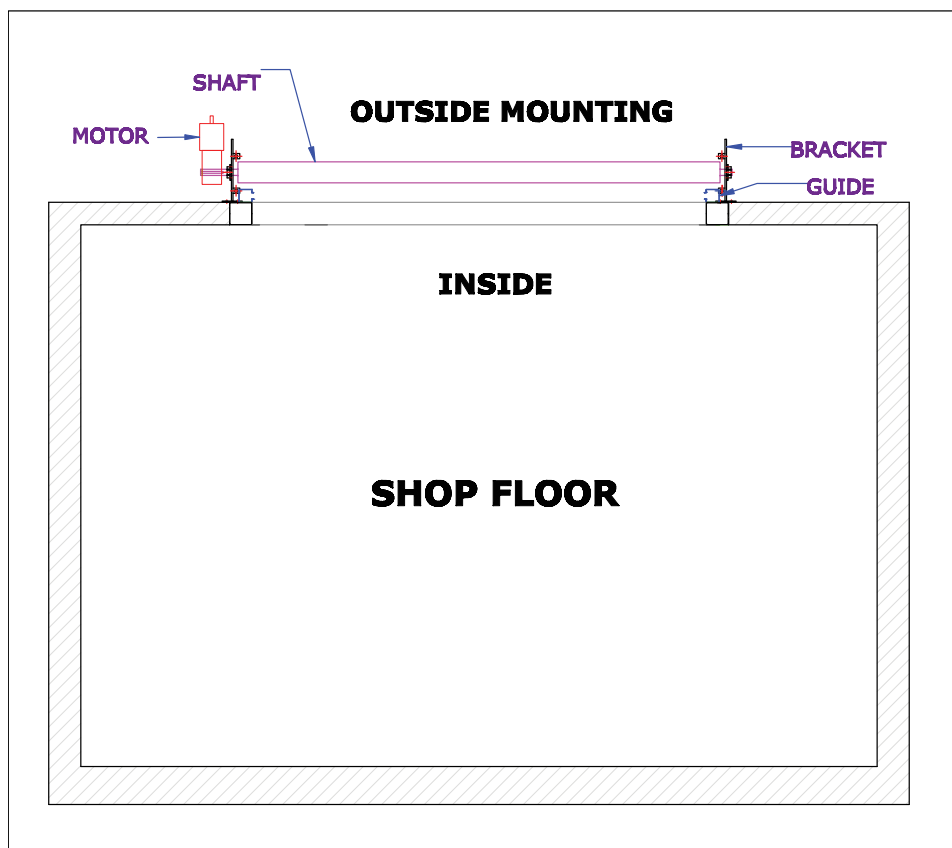 SHAFT
OUTSIDE MOUNTING
MOTOR
BRACKET
GUIDE
INSIDE
SHOP FLOOR